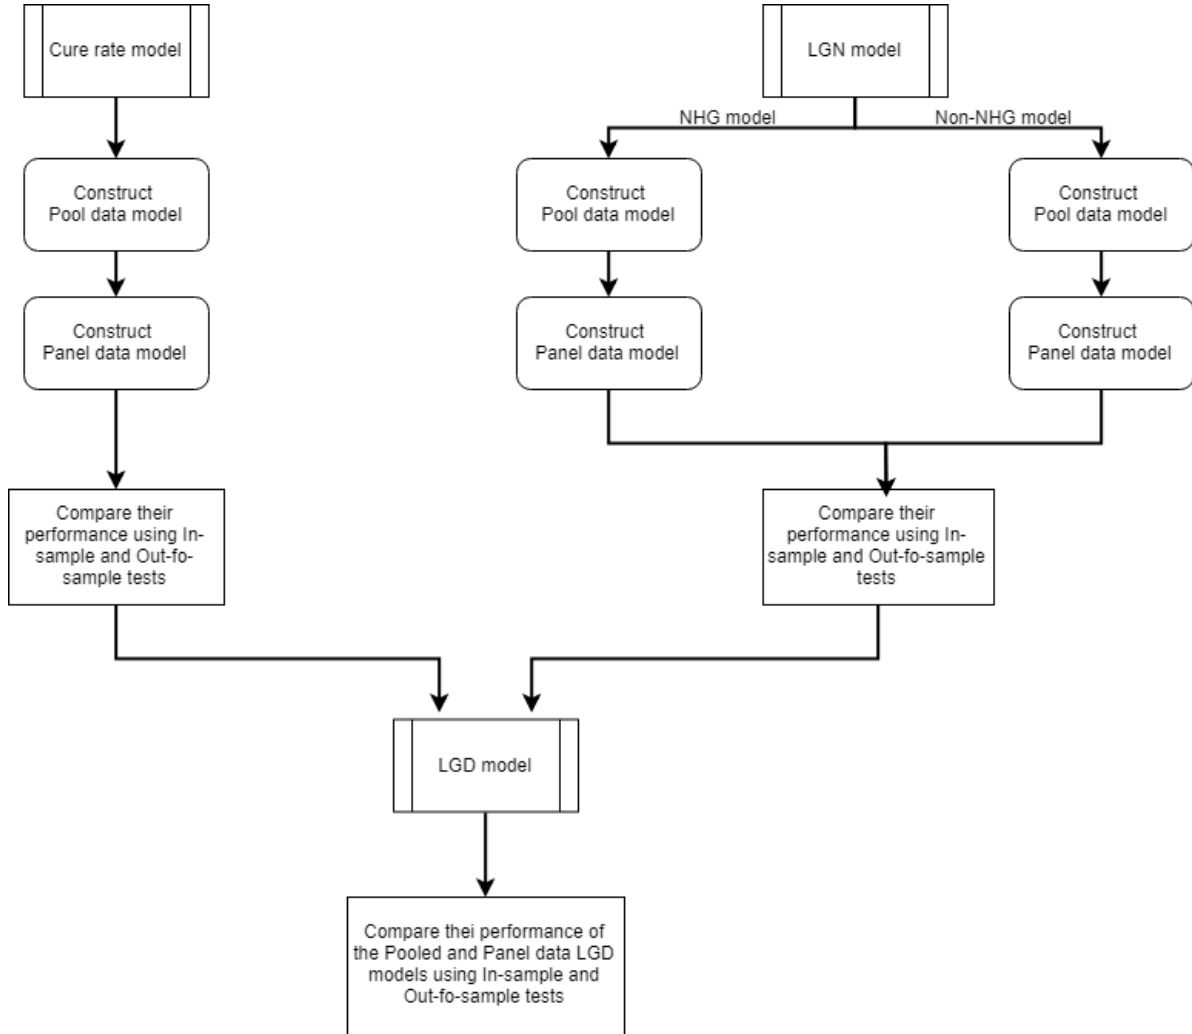 Cure rate model
LGN model
NHG model
Non-NHG model
Construct
Pool data model
Construct
Pool data model
Construct
Pool data model
Construct
Panel data model
Construct
Panel data model
Construct
Panel data model
Compare their
performance using In-
sample and Out-fo-
sample tests
Compare their
performance using In-
sample and Out-fo-sample
tests
LGD model
Compare thei performance of
the Pooled and Panel data LGD
models using In-sample and
Out-fo-sample tests